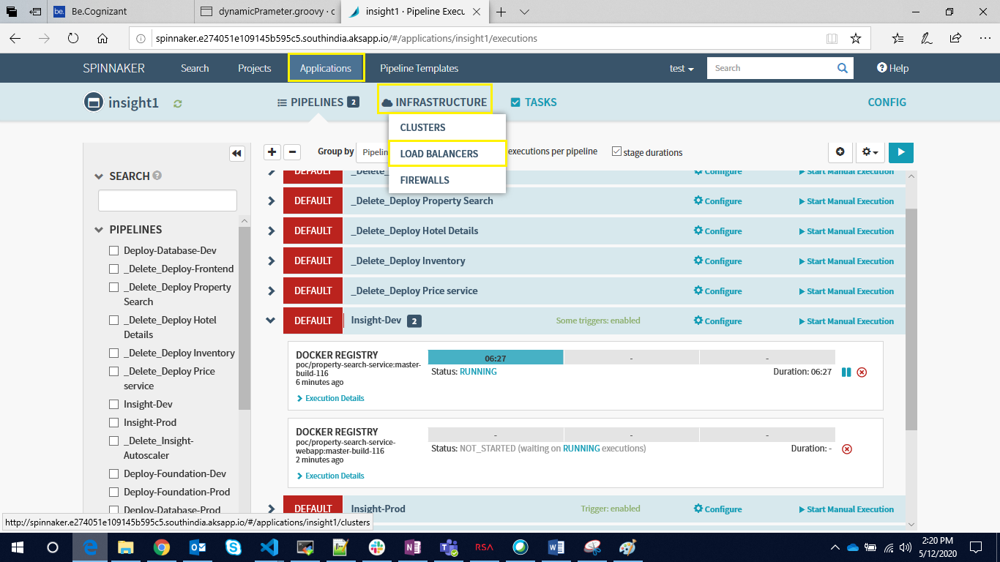 Be.Cognizant
dynamicPrameter.groovy · c
insight1 · Pipeline Execu
spinnaker.e274051e109145b595c5.southindia.aksapp.io/#/applications/insight1/executions
SPINNAKER
Search
Projects
Applications
Pipeline Templates
test
Search
Help
insight1
PIPELINES 2
INFRASTRUCTURE
TASKS
CONFIG
CLUSTERS
LOAD BALANCERS
FIREWALLS
Group by
Pipelin
executions per pipeline
stage durations
SEARCH
PIPELINES
Deploy-Database-Dev
_Delete_Deploy-Frontend
_Delete_Deploy Property
Search
_Delete_Deploy Hotel
Details
_Delete_Deploy Inventory
_Delete_Deploy Price
service
Insight-Dev
Insight-Prod
_Delete_Insight-
Autoscaler
Deploy-Foundation-Dev
Deploy-Foundation-Prod
Deploy-Database-Prod
DEFAULT _Delete_ Configure Start Manual Execution
DEFAULT _Delete_Deploy Property Search Configure Start Manual Execution
DEFAULT _Delete_Deploy Hotel Details Configure Start Manual Execution
DEFAULT _Delete_Deploy Inventory Configure Start Manual Execution
DEFAULT _Delete_Deploy Price service Configure Start Manual Execution
DEFAULT Insight-Dev 2 Some triggers: enabled Configure Start Manual Execution
DOCKER REGISTRY
poc/property-search-service:master-
build-116
6 minutes ago
06:27 - -
Status: RUNNING
Duration: 06:27
Execution Details
DOCKER REGISTRY
poc/property-search-service-
webapp:master-build-116
2 minutes ago
- - -
Status: NOT_STARTED (waiting on RUNNING executions)
Duration: -
Execution Details
DEFAULT Insight-Prod Trigger: enabled Configure Start Manual Execution
http://spinnaker.e274051e109145b595c5.southindia.aksapp.io/#/applications/insight1/clusters
RSA
2:20 PM
5/12/2020